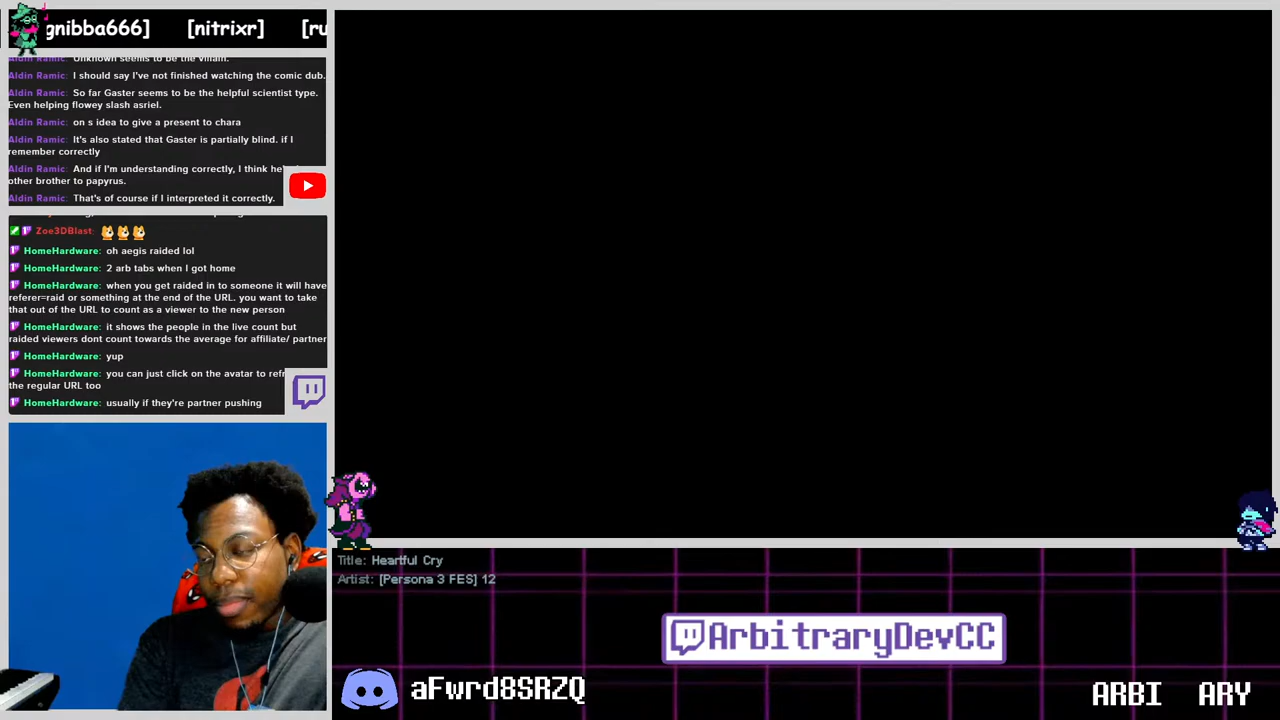 gnibba666] [nitrixr] [ru
Unknown seems to be the villain.
Aldin Ramic: I should say I've not finished watching the comic dub.
Aldin Ramic: So far Gaster seems to be the helpful scientist type.
Even helping flowey slash asriel.
Aldin Ramic: on s idea to give a present to chara
Aldin Ramic: It's also stated that Gaster is partially blind. if I
remember correctly
Aldin Ramic: And if I'm understanding correctly, I think he
other brother to papyrus.
Aldin Ramic: That's of course if I interpreted it correctly.
Zoe3DBlast:
HomeHardware: oh aegis raided lol
HomeHardware: 2 arb tabs when I got home
HomeHardware: when you get raided in to someone it will have
referer=raid or something at the end of the URL. you want to take
that out of the URL to count as a viewer to the new person
HomeHardware: it shows the people in the live count but
raided viewers dont count towards the average for affiliate/ partner
HomeHardware: yup
HomeHardware: you can just click on the avatar to ref
the regular URL too
HomeHardware: usually if they're partner pushing
Title: Heartful Cry
Artist: [Persona 3 FES] 12
@ArbitraryDevCC
aFwrd8SRZQ
ARBI ARY